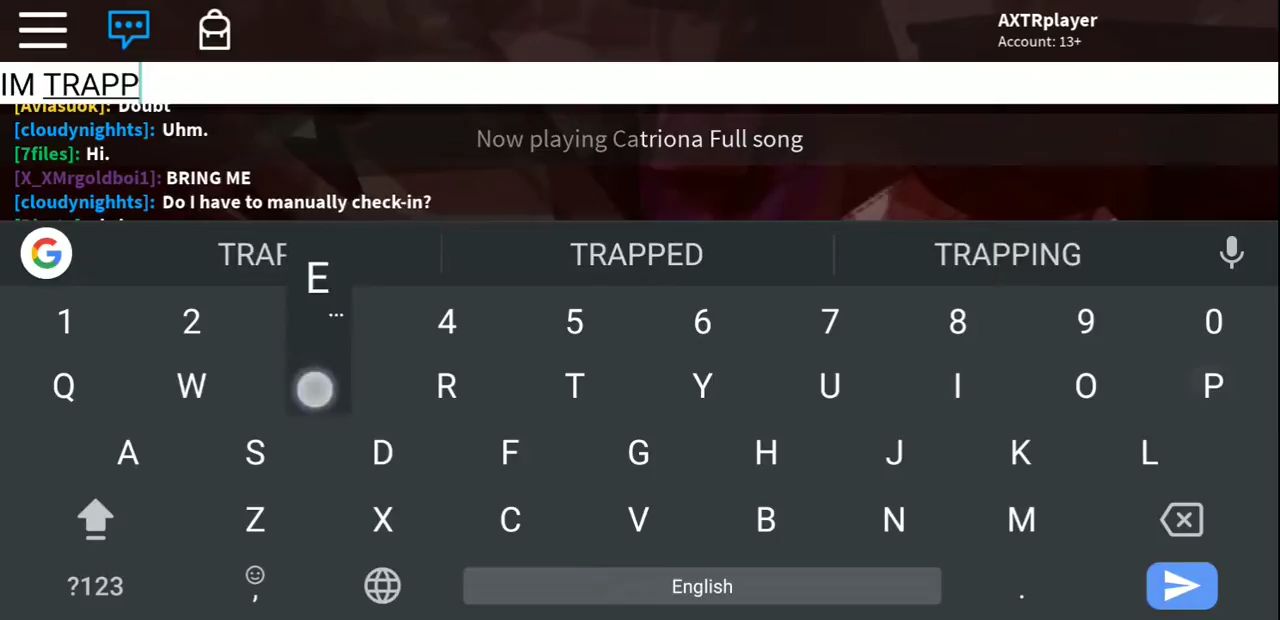 AXTRplayer
Account: 13+
IM TRAPP
[Aviasuok]: Doubt
[cloudynighhts]: Uhm.
[7files]: Hi.
[X_XMrgoldboi1]: BRING ME
[cloudynighhts]: Do I have to manually check-in?
Now playing Catriona Full song
TRAP TRAPPED TRAPPING
E
...
1 2 4 5 6 7 8 9 0
Q W R T Y U I O P
A S D F G H J K L
Z X C V B N M
?123 , English .